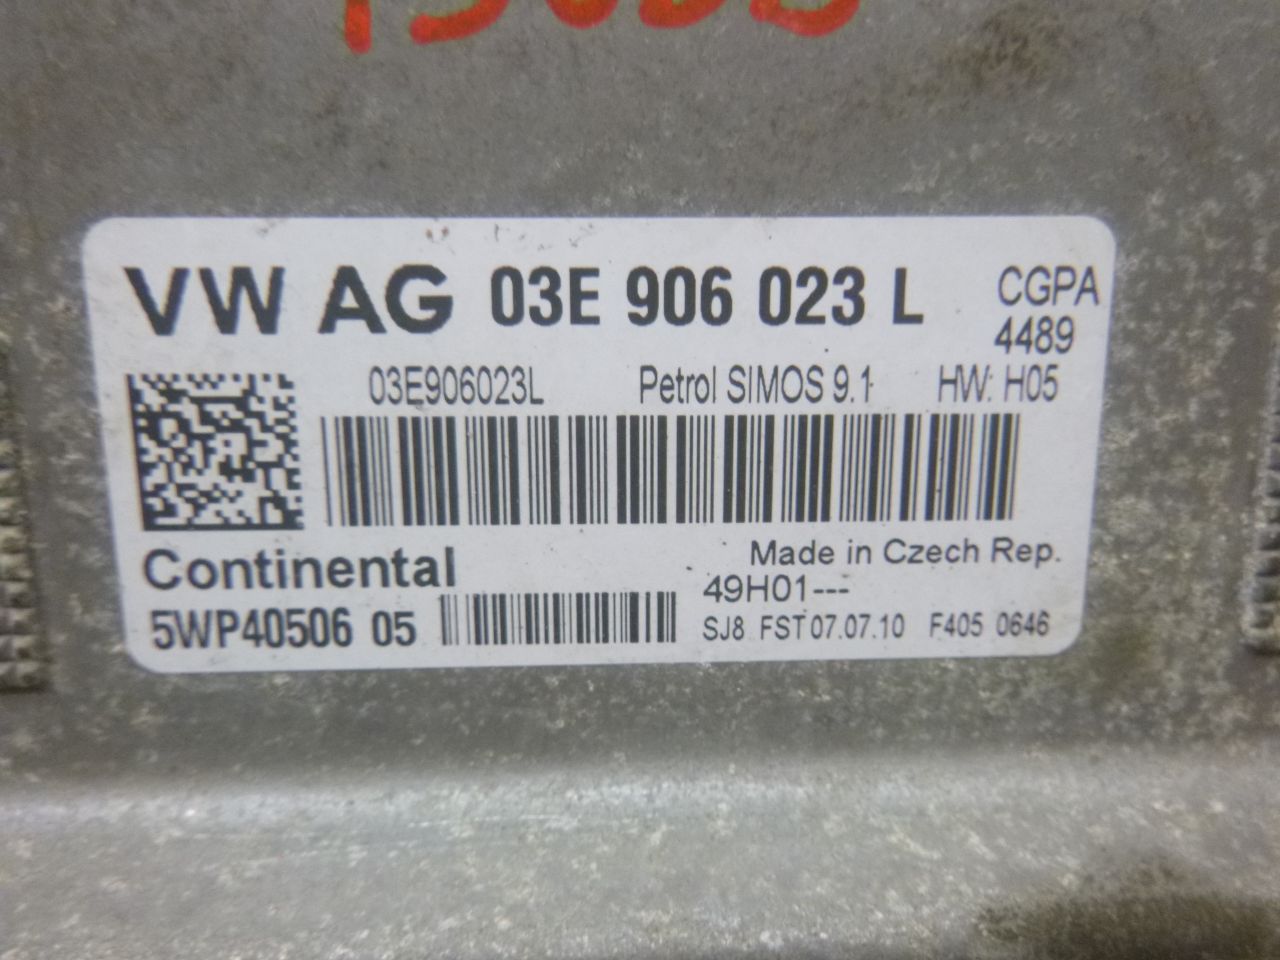 VW AG 03E 906 023 L
CGPA
4489
03E906023L Petrol SIMOS 9.1 HW: H05
Continental
Made in Czech Rep.
49H01---
5WP40506 05
SJ8 FST 07.07.10 F405 0646